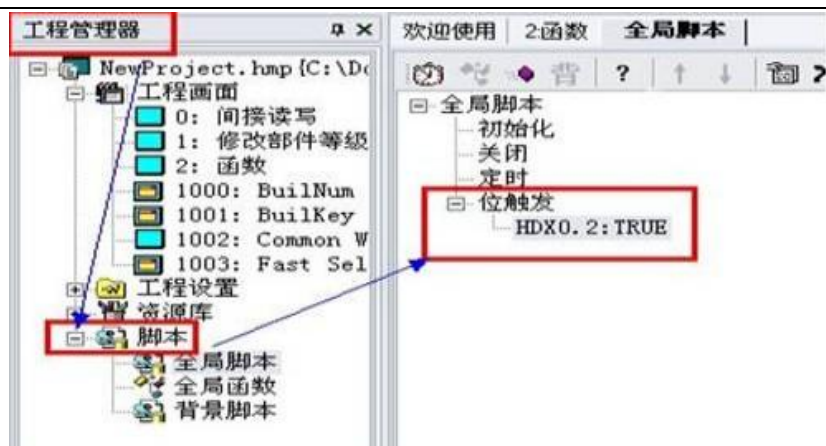 工程管理器
NewProject.hmp {C:\Do
工程画面
0: 间接读写
1: 修改部件等级
2: 函数
1000: BuilNum
1001: BuilKey
1002: Common W
1003: Fast Sel
工程设置
资源库
脚本
全局脚本
全局函数
背景脚本
欢迎使用
2:函数
全局脚本
背
?
全局脚本
初始化
关闭
定时
位触发
HDX0.2:TRUE